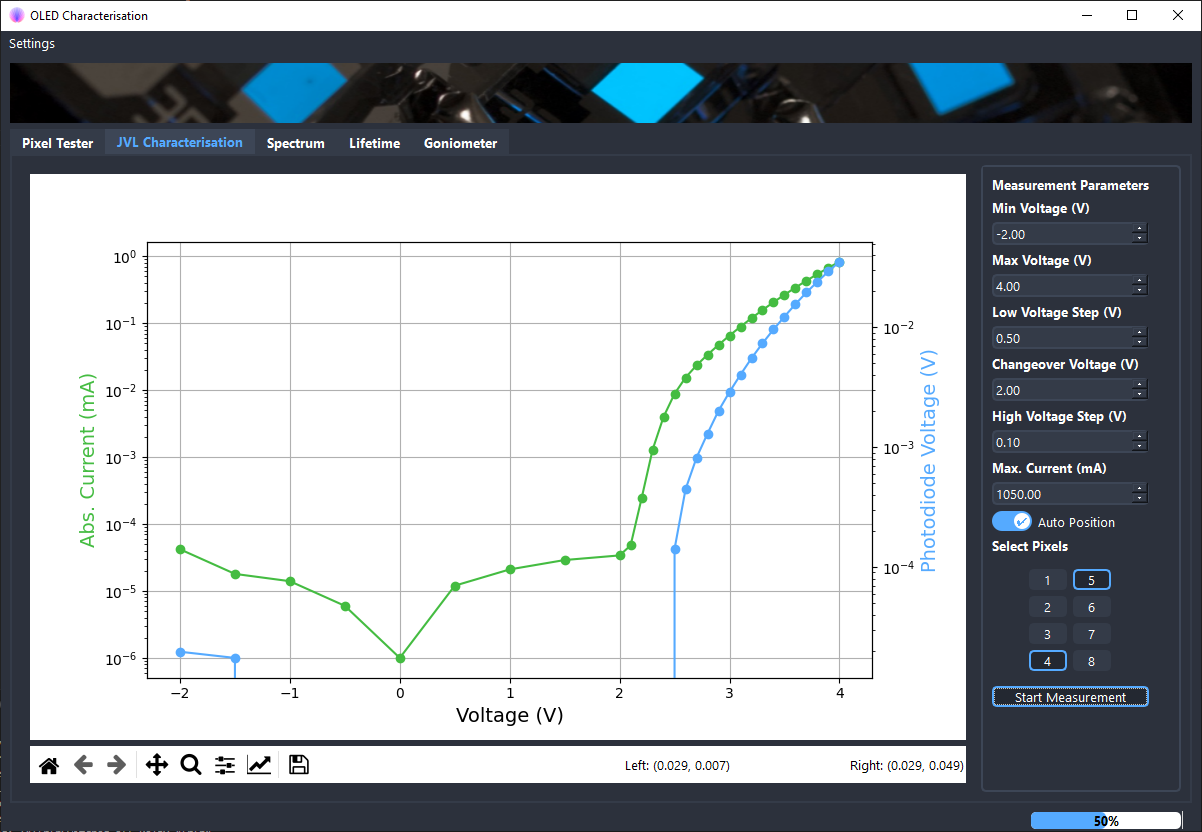 OLED Characterisation
Settings
Pixel Tester JVL Characterisation Spectrum Lifetime Goniometer
Measurement Parameters
Min Voltage (V)
-2.00
Max Voltage (V)
4.00
Low Voltage Step (V)
0.50
Changeover Voltage (V)
2.00
High Voltage Step (V)
0.10
Max. Current (mA)
1050.00
Auto Position
Select Pixels
1 5
2 6
3 7
4 8
Start Measurement
Abs. Current (mA)
10⁰
10⁻¹
10⁻²
10⁻³
10⁻⁴
10⁻⁵
10⁻⁶
Photodiode Voltage (V)
10⁻²
10⁻³
10⁻⁴
−2 −1 0 1 2 3 4
Voltage (V)
Left: (0.029, 0.007) Right: (0.029, 0.049)
50%